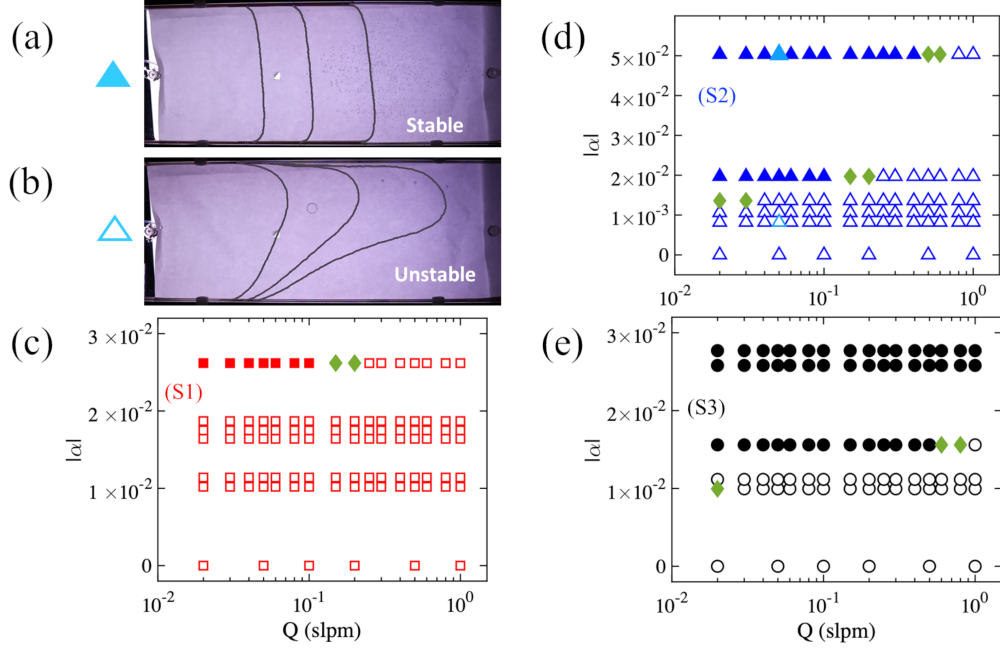 (a)
Stable
(b)
Unstable
(c)
3×10⁻²
(S1)
2×10⁻²
|α|
1×10⁻²
0
10⁻² 10⁻¹ 10⁰
Q (slpm)
(d)
5×10⁻²
(S2)
4×10⁻²
3×10⁻²
|α|
2×10⁻²
1×10⁻³
0
10⁻² 10⁻¹ 10⁰
(e)
3×10⁻²
(S3)
2×10⁻²
|α|
1×10⁻²
0
10⁻² 10⁻¹ 10⁰
Q (slpm)